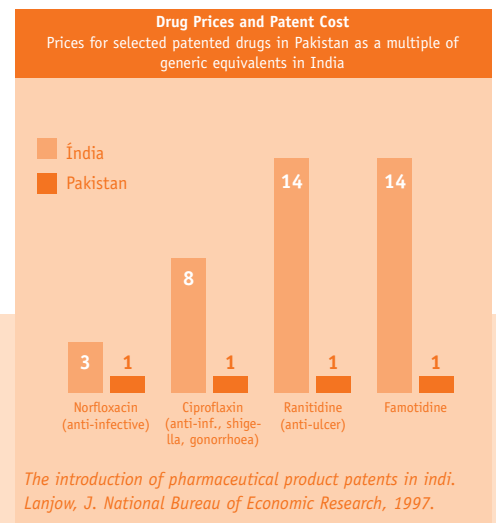 Drug Prices and Patent Cost
Prices for selected patented drugs in Pakistan as a multiple of
generic equivalents in India
Índia
Pakistan
14
14
8
3
1
1
1
1
Norfloxacin
(anti-infective)
Ciproflaxin
(anti-inf., shige-
lla, gonorrhoea)
Ranitidine
(anti-ulcer)
Famotidine
The introduction of pharmaceutical product patents in indi.
Lanjow, J. National Bureau of Economic Research, 1997.